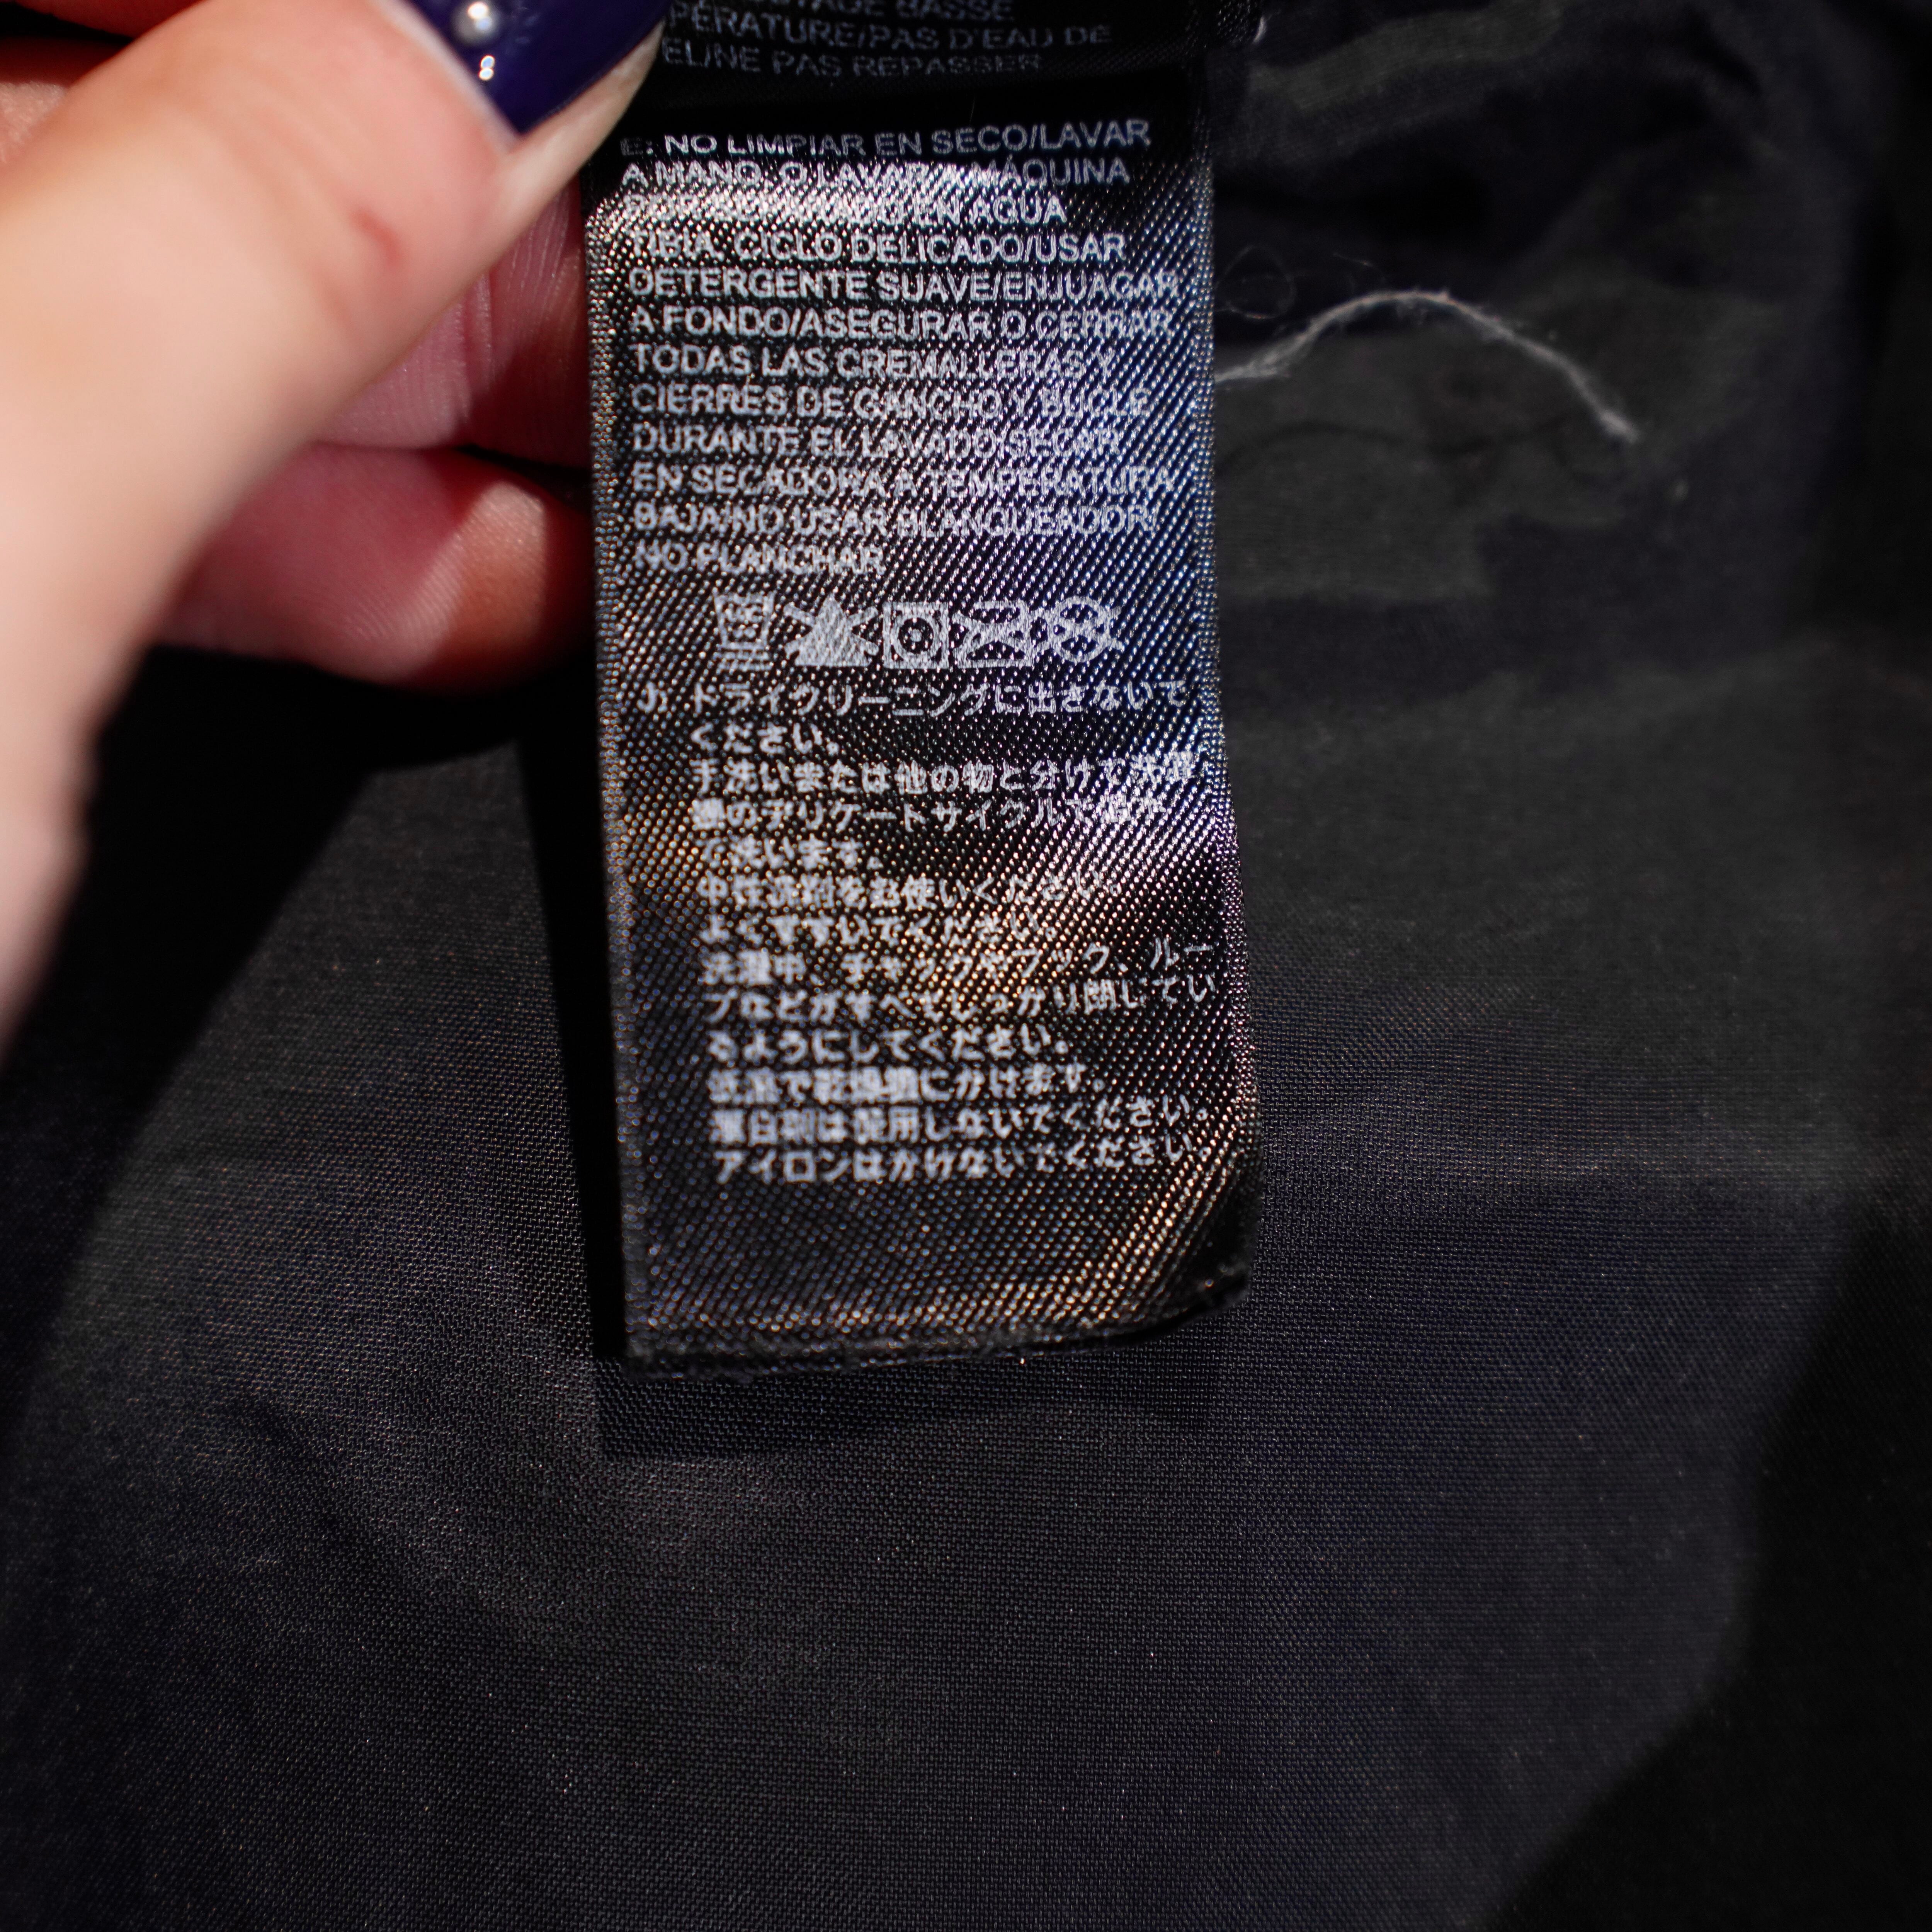 BASSE
PÉRATURE/PAS D'EAU DE
ELINE PAS REPASSER
E: NO LIMPIAR EN SECO/LAVAR
A MANO, O LAVAR A MÁQUINA
EN AGUA
TIBIA, CICLO DELICADO/USAR
DETERGENTE SUAVE/ENJUAGAR
A FONDO/ASEGURAR O CERRAR
TODAS LAS CREMALLERAS Y
CIERRES DE GANCHO Y BUCLE
DURANTE EL LAVADO/SECAR
EN SECADORA A TEMPERATURA
BAJA/NO USAR BLANQUEADOR/
NO PLANCHAR
J: ドライクリーニングに出さないで
ください。
手洗いまたは他の物と分けて洗濯
機のデリケートサイクルで
で洗います。
中性洗剤をお使いください。
よくすすいでください。
洗濯中、チャックやフック、ルー
プなどがすべてしっかり閉じてい
るようにしてください。
低温で乾燥機にかけます。
漂白剤は使用しないでください。
アイロンはかけないでください